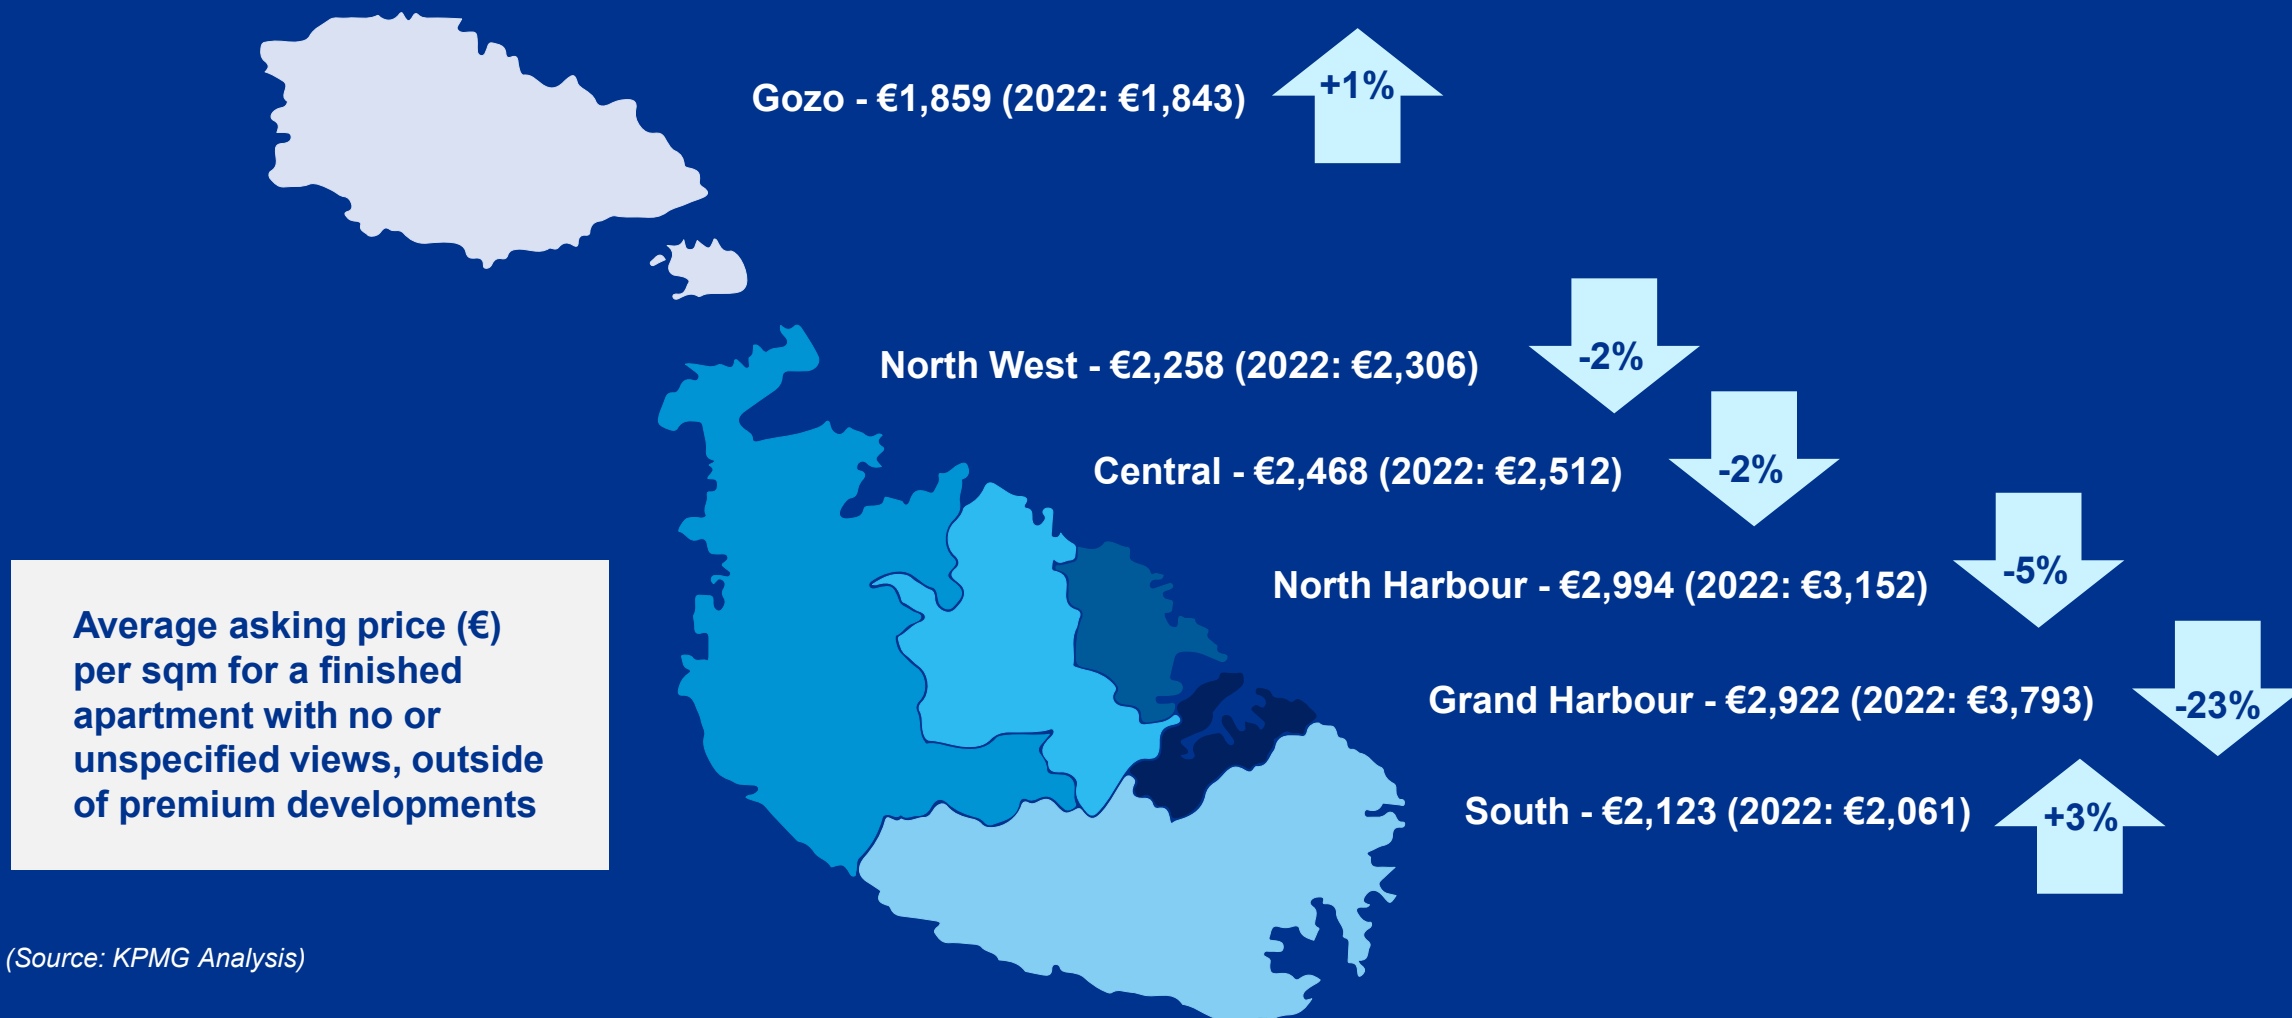 Gozo - €1,859 (2022: €1,843)
+1%
North West - €2,258 (2022: €2,306)
-2%
Central - €2,468 (2022: €2,512)
-2%
North Harbour - €2,994 (2022: €3,152)
-5%
Grand Harbour - €2,922 (2022: €3,793)
-23%
South - €2,123 (2022: €2,061)
+3%
Average asking price (€)
per sqm for a finished
apartment with no or
unspecified views, outside
of premium developments
(Source: KPMG Analysis)